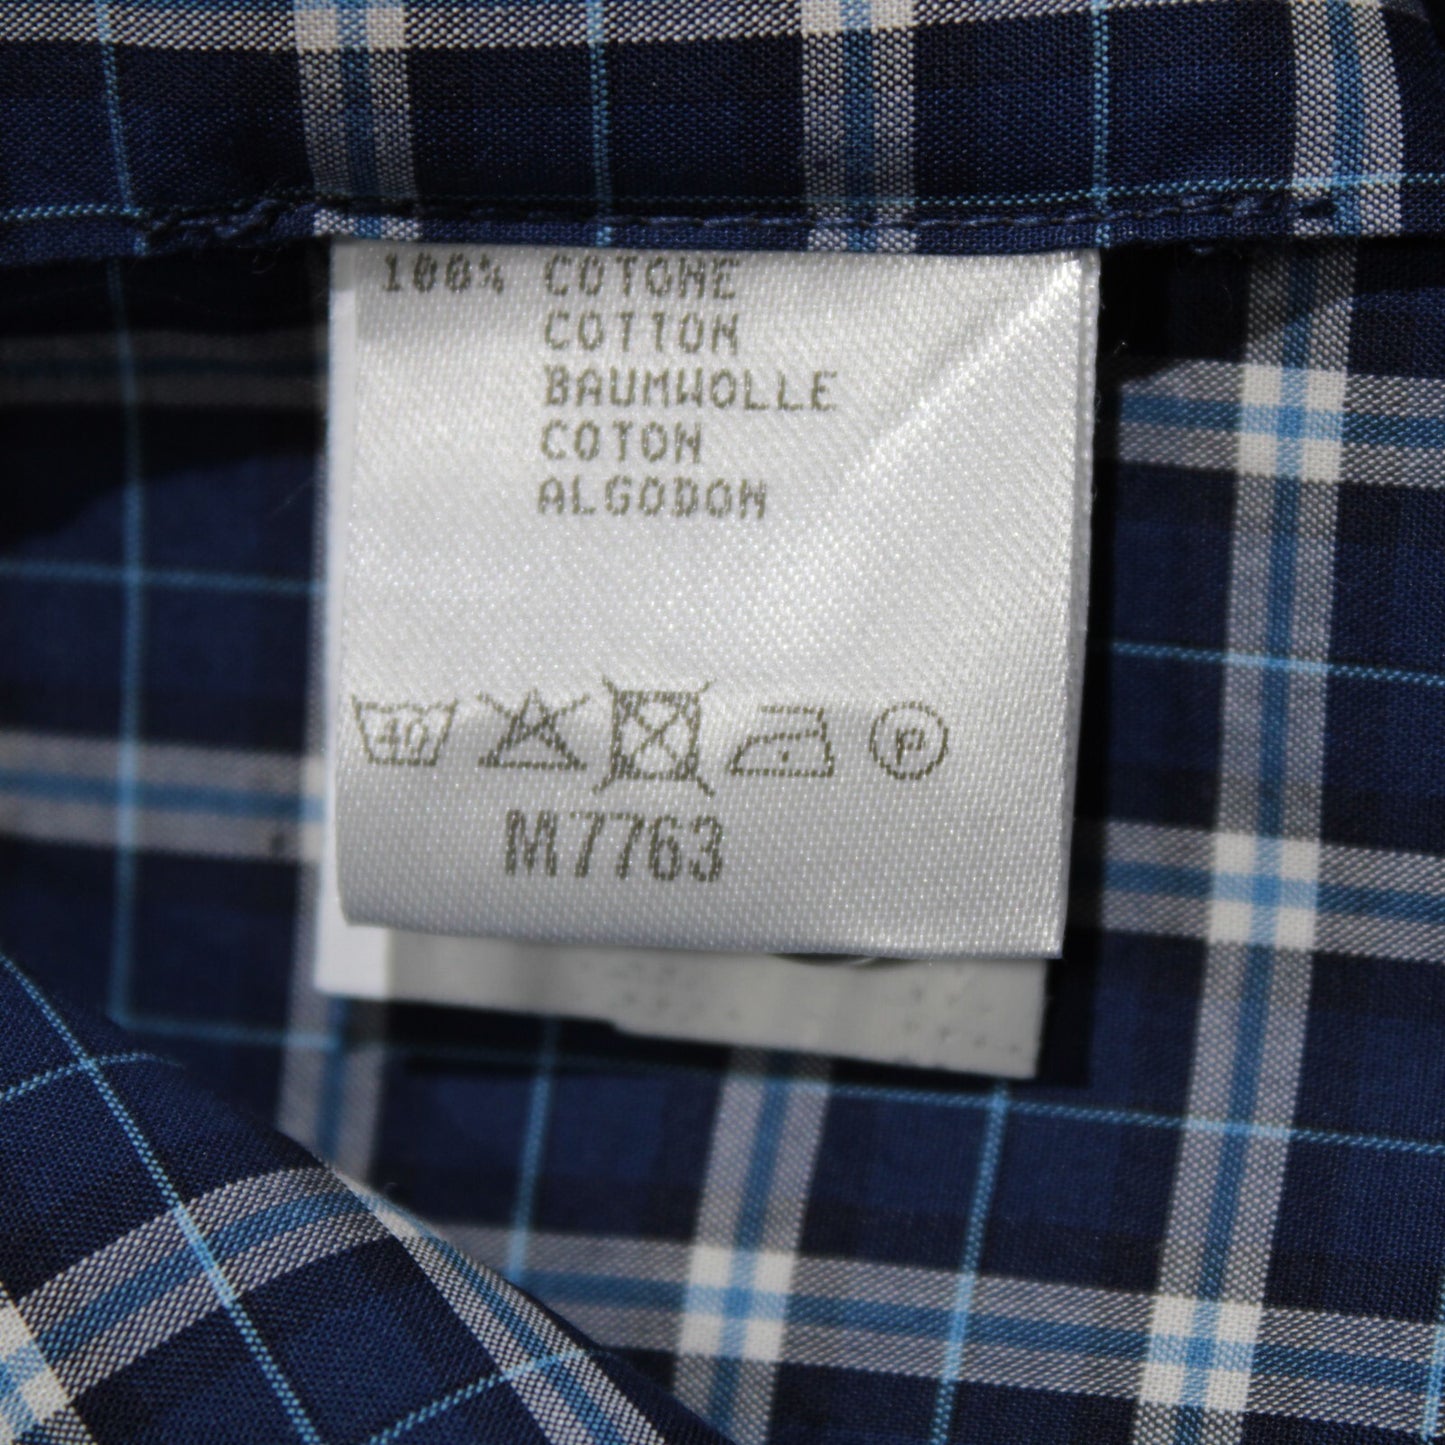 100% COTONE
COTTON
BAUMWOLLE
COTON
ALGODON
40 P
M7763